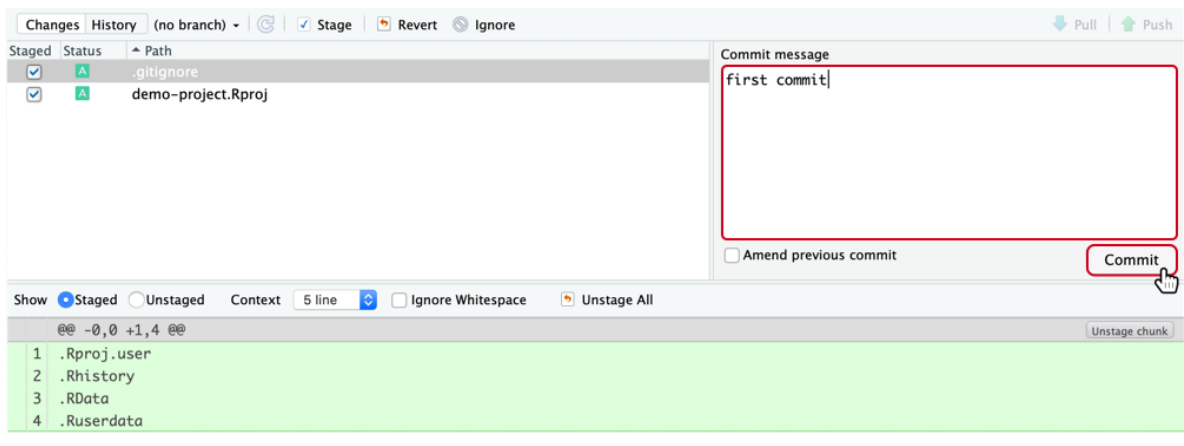 Changes History (no branch) Stage Revert Ignore Pull Push
Staged Status Path
A .gitignore
A demo-project.Rproj
Commit message
first commit
Amend previous commit Commit
Show Staged Unstaged Context 5 line Ignore Whitespace Unstage All
@@ -0,0 +1,4 @@ Unstage chunk
1 .Rproj.user
2 .Rhistory
3 .RData
4 .Ruserdata